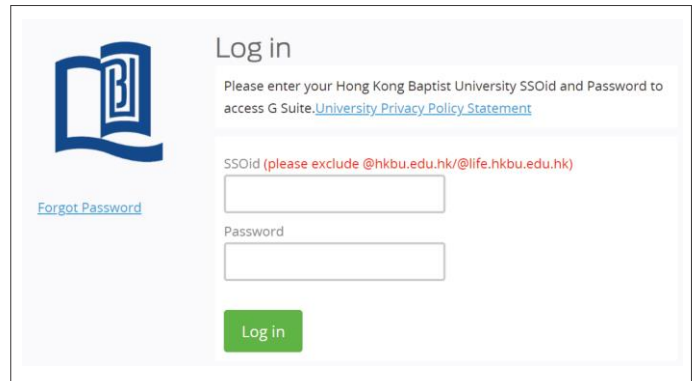 Log in
Please enter your Hong Kong Baptist University SSOid and Password to
access G Suite.University Privacy Policy Statement
SSOid (please exclude @hkbu.edu.hk/@life.hkbu.edu.hk)
Forgot Password
Password
Log in